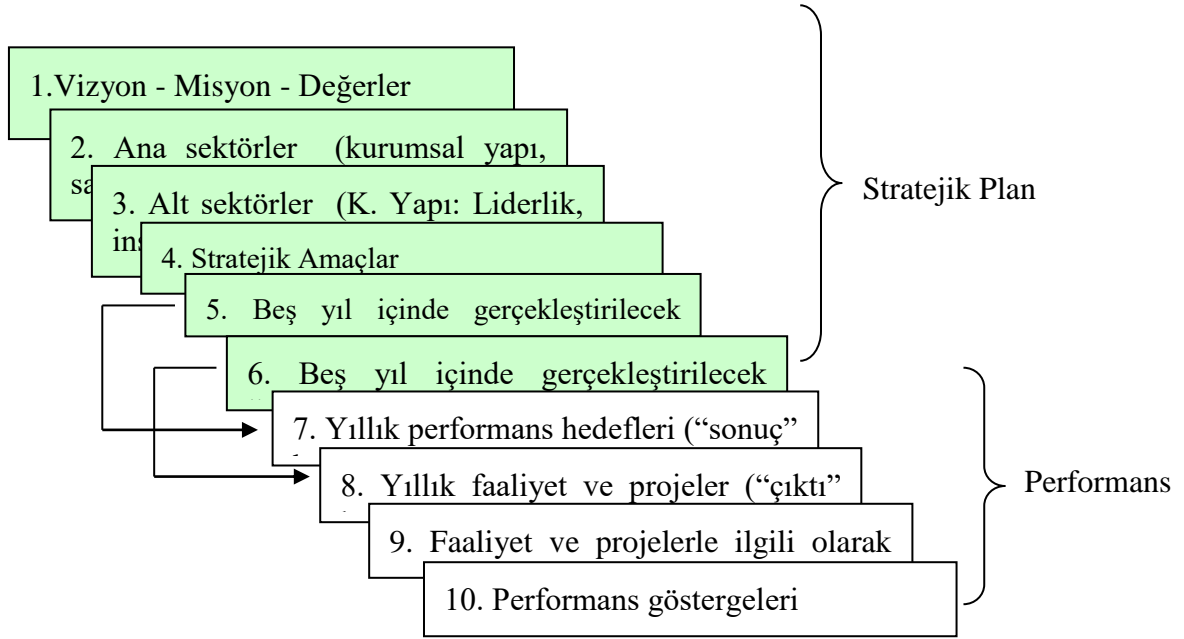 1.Vizyon - Misyon - Değerler
2. Ana sektörler (kurumsal yapı,
3. Alt sektörler (K. Yapı: Liderlik,
4. Stratejik Amaçlar
5. Beş yıl içinde gerçekleştirilecek
6. Beş yıl içinde gerçekleştirilecek
7. Yıllık performans hedefleri (“sonuç”
8. Yıllık faaliyet ve projeler (“çıktı”
9. Faaliyet ve projelerle ilgili olarak
10. Performans göstergeleri
Stratejik Plan
Performans